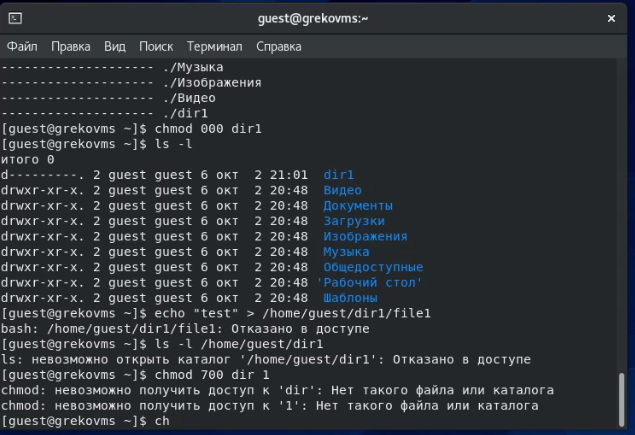 guest@grekovms:~
Файл Правка Вид Поиск Терминал Справка
-------------------- ./Музыка
-------------------- ./Изображения
-------------------- ./Видео
-------------------- ./dir1
[guest@grekovms ~]$ chmod 000 dir1
[guest@grekovms ~]$ ls -l
итого 0
d---------. 2 guest guest 6 окт  2 21:01  dir1
drwxr-xr-x. 2 guest guest 6 окт  2 20:48  Видео
drwxr-xr-x. 2 guest guest 6 окт  2 20:48  Документы
drwxr-xr-x. 2 guest guest 6 окт  2 20:48  Загрузки
drwxr-xr-x. 2 guest guest 6 окт  2 20:48  Изображения
drwxr-xr-x. 2 guest guest 6 окт  2 20:48  Музыка
drwxr-xr-x. 2 guest guest 6 окт  2 20:48  Общедоступные
drwxr-xr-x. 2 guest guest 6 окт  2 20:48 'Рабочий стол'
drwxr-xr-x. 2 guest guest 6 окт  2 20:48  Шаблоны
[guest@grekovms ~]$ echo "test" > /home/guest/dir1/file1
bash: /home/guest/dir1/file1: Отказано в доступе
[guest@grekovms ~]$ ls -l /home/guest/dir1
ls: невозможно открыть каталог '/home/guest/dir1': Отказано в доступе
[guest@grekovms ~]$ chmod 700 dir 1
chmod: невозможно получить доступ к 'dir': Нет такого файла или каталога
chmod: невозможно получить доступ к '1': Нет такого файла или каталога
[guest@grekovms ~]$ ch